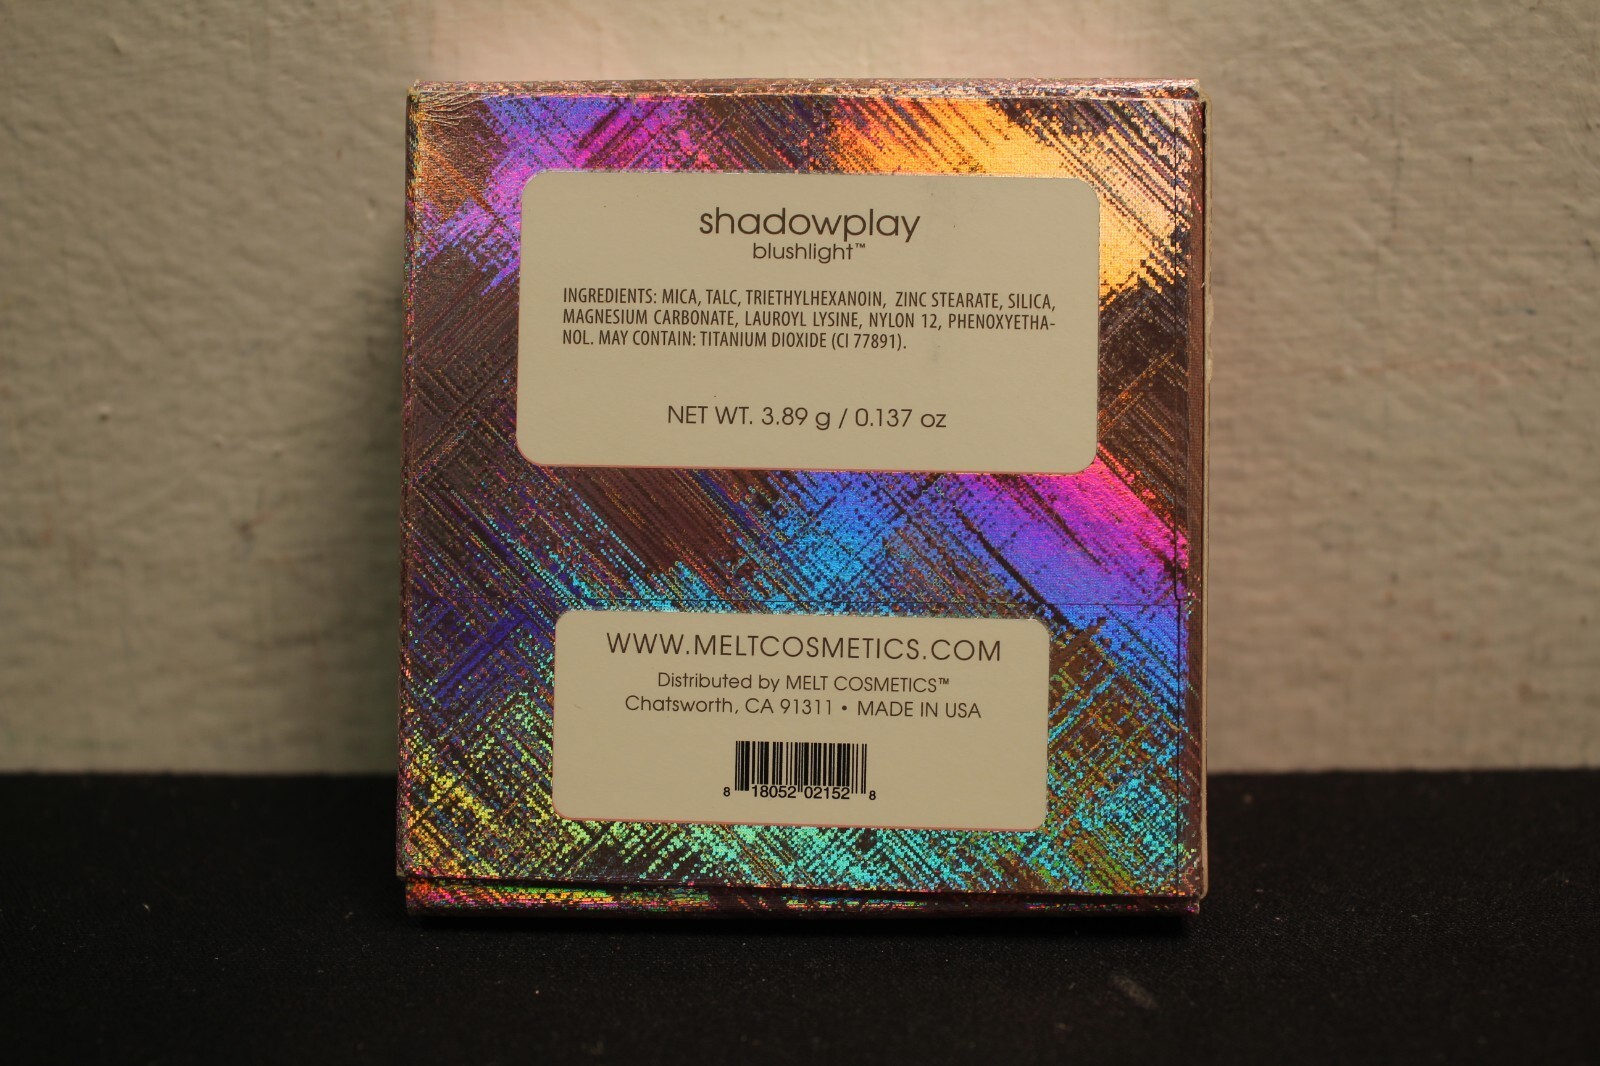 shadowplay
blushlight™
INGREDIENTS: MICA, TALC, TRIETHYLHEXANOIN, ZINC STEARATE, SILICA,
MAGNESIUM CARBONATE, LAUROYL LYSINE, NYLON 12, PHENOXYETHA-
NOL. MAY CONTAIN: TITANIUM DIOXIDE (CI 77891).
NET WT. 3.89 g / 0.137 oz
WWW.MELTCOSMETICS.COM
Distributed by MELT COSMETICS™
Chatsworth, CA 91311 • MADE IN USA
8 18052 02152 8